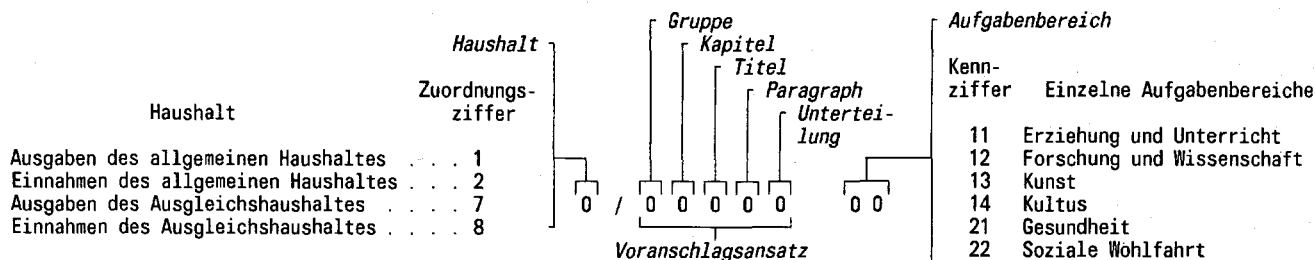 Gruppe
Aufgabenbereich
Haushalt
Kapitel
Titel
Kenn-
ziffer Einzelne Aufgabenbereiche
Paragraph
Zuordnungs-
ziffer
Haushalt
Unterteilung
11 Erziehung und Unterricht
Ausgaben des allgemeinen Haushaltes . . . 1
12 Forschung und Wissenschaft
Einnahmen des allgemeinen Haushaltes . . . 2
13 Kunst
Ausgaben des Ausgleichshaushaltes . . . . 7
0 / 0 0 0 0 0 0 0
14 Kultus
Einnahmen des Ausgleichshaushaltes . . . . 8
21 Gesundheit
Voranschlagsansatz
22 Soziale Wohlfahrt